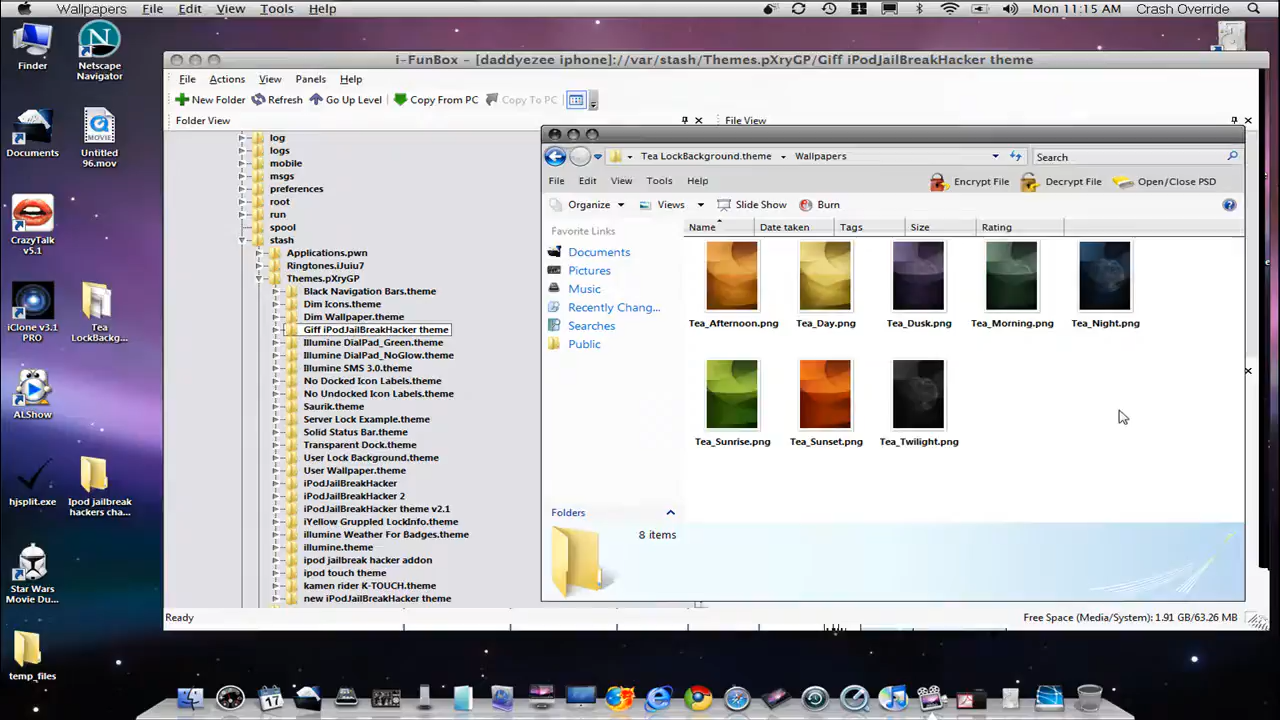 Wallpapers File Edit View Tools Help Mon 11:15 AM Crash Override
Finder
Netscape Navigator
Documents
Untitled 96.mov
CrazyTalk v5.1
iClone v3.1 PRO
Tea LockBackg...
ALShow
hjsplit.exe
Ipod jailbreak hackers cha...
Star Wars Movie Du...
temp_files
i-FunBox [daddyezee iphone]://var/stash/Themes.pXryGP/Giff iPodJailBreakHacker theme
File Actions View Panels Help
New Folder Refresh Go Up Level Copy From PC Copy To PC
Folder View
File View
log
logs
mobile
msgs
preferences
root
run
spool
stash
Applications.pwn
Ringtones.iJuiu7
Themes.pXryGP
Black Navigation Bars.theme
Dim Icons.theme
Dim Wallpaper.theme
Giff iPodJailBreakHacker theme
Illumine DialPad_Green.theme
Illumine DialPad_NoGlow.theme
Illumine SMS 3.0.theme
No Docked Icon Labels.theme
No Undocked Icon Labels.theme
Saurik.theme
Server Lock Example.theme
Solid Status Bar.theme
Transparent Dock.theme
User Lock Background.theme
User Wallpaper.theme
iPodJailBreakHacker
iPodJailBreakHacker 2
iPodJailBreakHacker theme v2.1
iYellow Gruppled LockInfo.theme
illumine Weather For Badges.theme
illumine.theme
ipod jailbreak hacker addon
ipod touch theme
kamen rider K-TOUCH.theme
new iPodJailBreakHacker theme
Tea LockBackground.theme Wallpapers Search
File Edit View Tools Help Encrypt File Decrypt File Open/Close PSD
Organize Views Slide Show Burn
Favorite Links
Documents
Pictures
Music
Recently Chang...
Searches
Public
Folders
Name Date taken Tags Size Rating
Tea_Afternoon.png Tea_Day.png Tea_Dusk.png Tea_Morning.png Tea_Night.png
Tea_Sunrise.png Tea_Sunset.png Tea_Twilight.png
8 items
Ready
Free Space (Media/System): 1.91 GB/63.26 MB
17